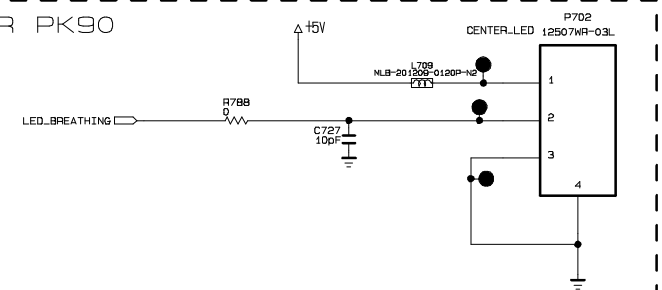 R PK90
+5V
P702
CENTER_LED
12507WR-03L
L709
MLB-201209-0120P-N2
1
R788
0
LED_BREATHING
2
C727
10pF
3
4